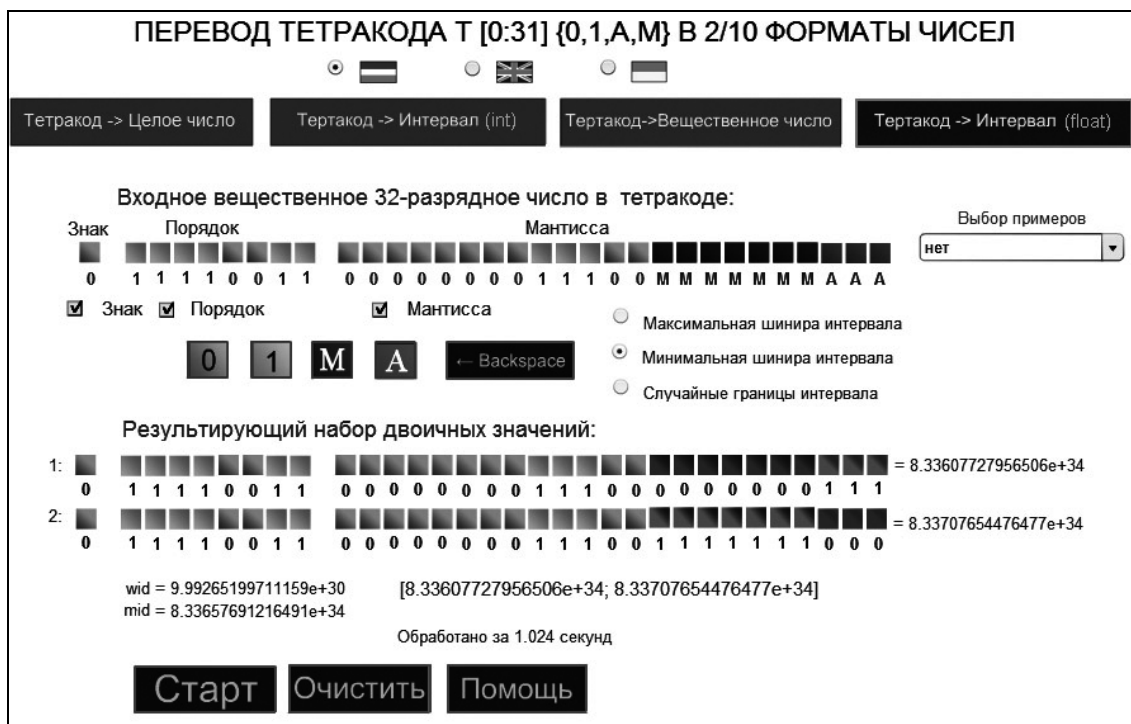 ПЕРЕВОД ТЕТРАКОДА Т [0:31] {0,1,A,M} В 2/10 ФОРМАТЫ ЧИСЕЛ
Тетракод -> Целое число Тертакод -> Интервал (int) Тертакод->Вещественное число Тертакод -> Интервал (float)
Входное вещественное 32-разрядное число в тетракоде:
Выбор примеров
Знак Порядок Мантисса
нет
0 1 1 1 1 0 0 1 1 0 0 0 0 0 0 0 0 1 1 1 0 0 M M M M M M M A A A
Знак Порядок Мантисса
Максимальная шинира интервала
0 1 M A ← Backspace
Минимальная шинира интервала
Случайные границы интервала
Результирующий набор двоичных значений:
1: = 8.33607727956506e+34
0 1 1 1 1 0 0 1 1 0 0 0 0 0 0 0 0 1 1 1 0 0 0 0 0 0 0 0 0 1 1 1
2: = 8.33707654476477e+34
0 1 1 1 1 0 0 1 1 0 0 0 0 0 0 0 0 1 1 1 0 0 1 1 1 1 1 1 1 0 0 0
wid = 9.99265199711159e+30 [8.33607727956506e+34; 8.33707654476477e+34]
mid = 8.33657691216491e+34
Обработано за 1.024 секунд
Старт Очистить Помощь